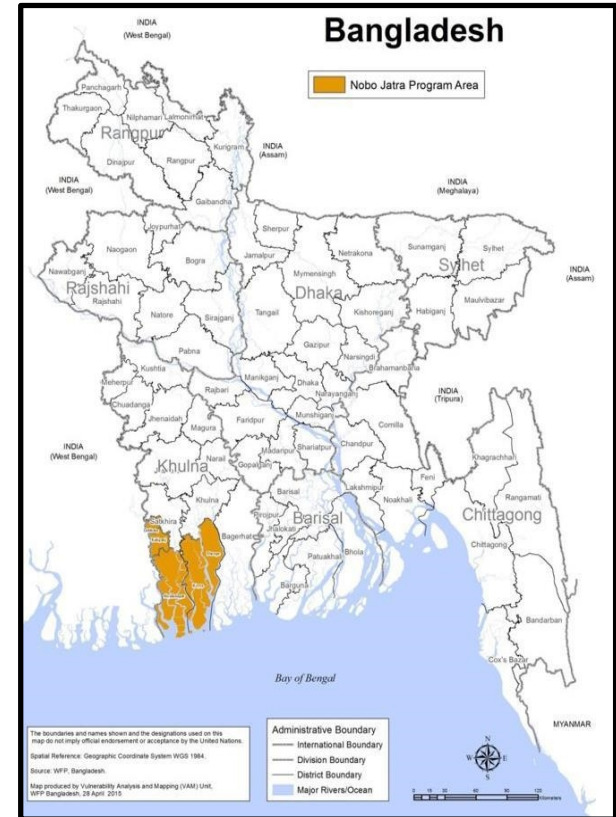 Bangladesh
Nobo Jatra Program Area
INDIA
(West Bengal)
Panchagarh
Thakurgaon
Nilphamari
Lalmonirhat
Rangpur
Kurigram
INDIA
(Assam)
Dinajpur
Rangpur
INDIA
(West Bengal)
Gaibandha
INDIA
(Meghalaya)
Joypurhat
Sherpur
Naogaon
Bogra
Jamalpur
Netrakona
Sunamganj
Sylhet
Sylhet
Nawabganj
Rajshahi
Rajshahi
Mymensingh
Dhaka
INDIA
(Assam)
Natore
Sirajganj
Tangail
Kishoreganj
Habiganj
Maulvibazar
Pabna
Gazipur
Narsingdi
Brahamanbaria
Kushtia
Meherpur
Chuadanga
Rajbari
Manikganj
Dhaka
Narayanganj
INDIA
(Tripura)
Jhenaidah
Magura
Faridpur
Munshiganj
Comilla
INDIA
(West Bengal)
Khulna
Narail
Madaripur
Gopalganj
Shariatpur
Chandpur
Khagrachhari
Khulna
Barisal
Lakshmipur
Noakhali
Feni
Rangamati
Satkhira
Bagerhat
Pirojpur
Jhalokati
Barisal
Bhola
Chittagong
Patuakhali
Chittagong
Barguna
Bandarban
Cox's Bazar
Bay of Bengal
MYANMAR
The boundaries and names shown and the designations used on this
map do not imply official endorsement or acceptance by the United Nations.
Spatial Reference: Geographic Coordinate System WGS 1984.
Source: WFP, Bangladesh.
Map produced by Vulnerability Analysis and Mapping (VAM) Unit,
WFP Bangladesh, 28 April 2015
Administrative Boundary
International Boundary
Division Boundary
District Boundary
Major Rivers/Ocean
N
W
E
S
Kilometers